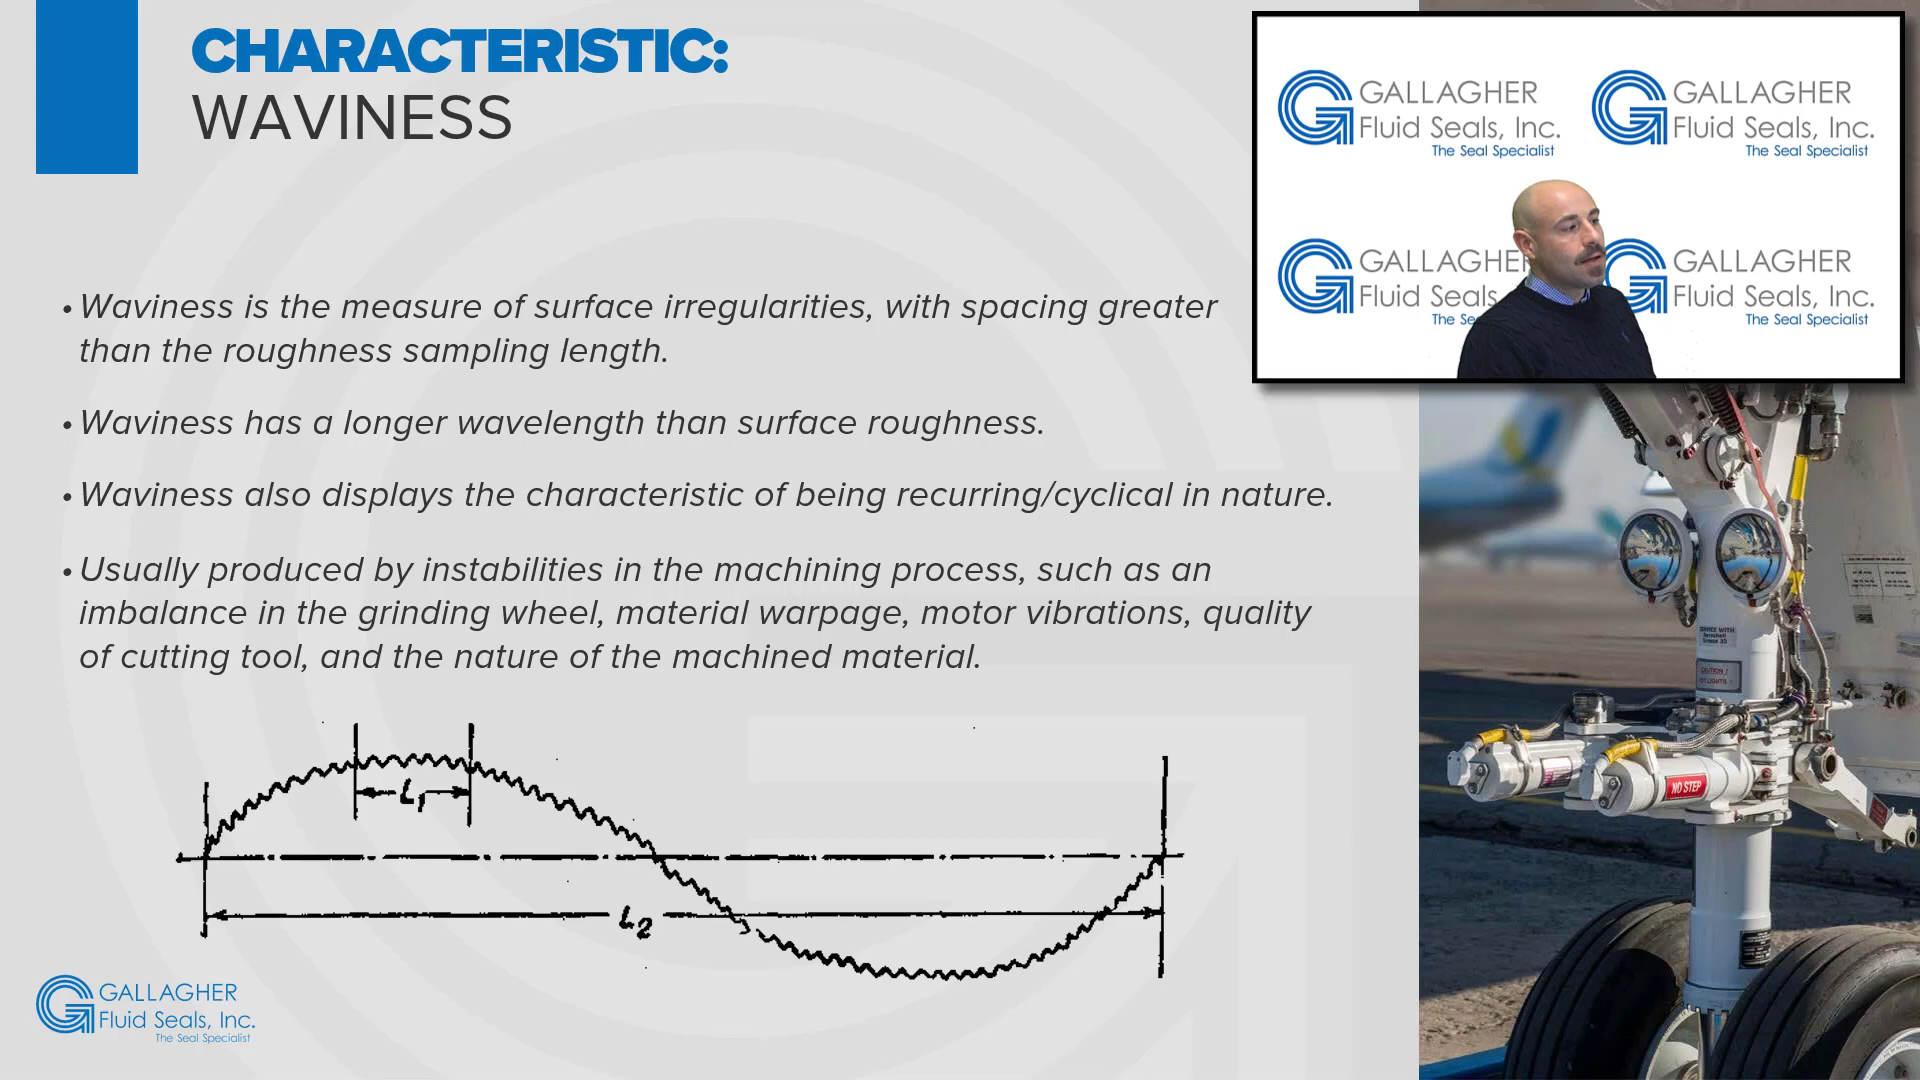 CHARACTERISTIC:
WAVINESS
• Waviness is the measure of surface irregularities, with spacing greater
than the roughness sampling length.
• Waviness has a longer wavelength than surface roughness.
• Waviness also displays the characteristic of being recurring/cyclical in nature.
• Usually produced by instabilities in the machining process, such as an
imbalance in the grinding wheel, material warpage, motor vibrations, quality
of cutting tool, and the nature of the machined material.
L1
L2
GALLAGHER
Fluid Seals, Inc.
The Seal Specialist
GALLAGHER
Fluid Seals, Inc.
The Seal Specialist
GALLAGHER
Fluid Seals, Inc.
The Seal Specialist
GALLAGHE
Fluid Seals
The Se
GALLAGHER
Fluid Seals, Inc.
The Seal Specialist
CAUTION!
NO STEP